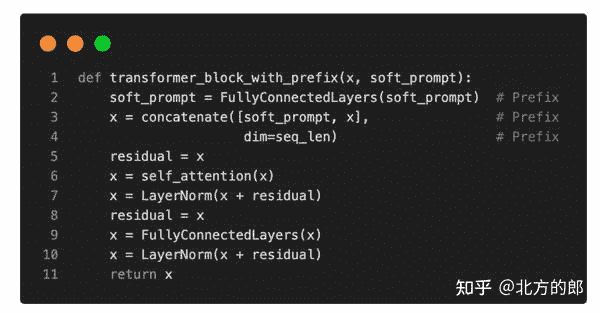 1 def transformer_block_with_prefix(x, soft_prompt):
2     soft_prompt = FullyConnectedLayers(soft_prompt)  # Prefix
3     x = concatenate([soft_prompt, x],                # Prefix
4                     dim=seq_len)                     # Prefix
5     residual = x
6     x = self_attention(x)
7     x = LayerNorm(x + residual)
8     residual = x
9     x = FullyConnectedLayers(x)
10     x = LayerNorm(x + residual)
11     return x
知乎 @北方的郎